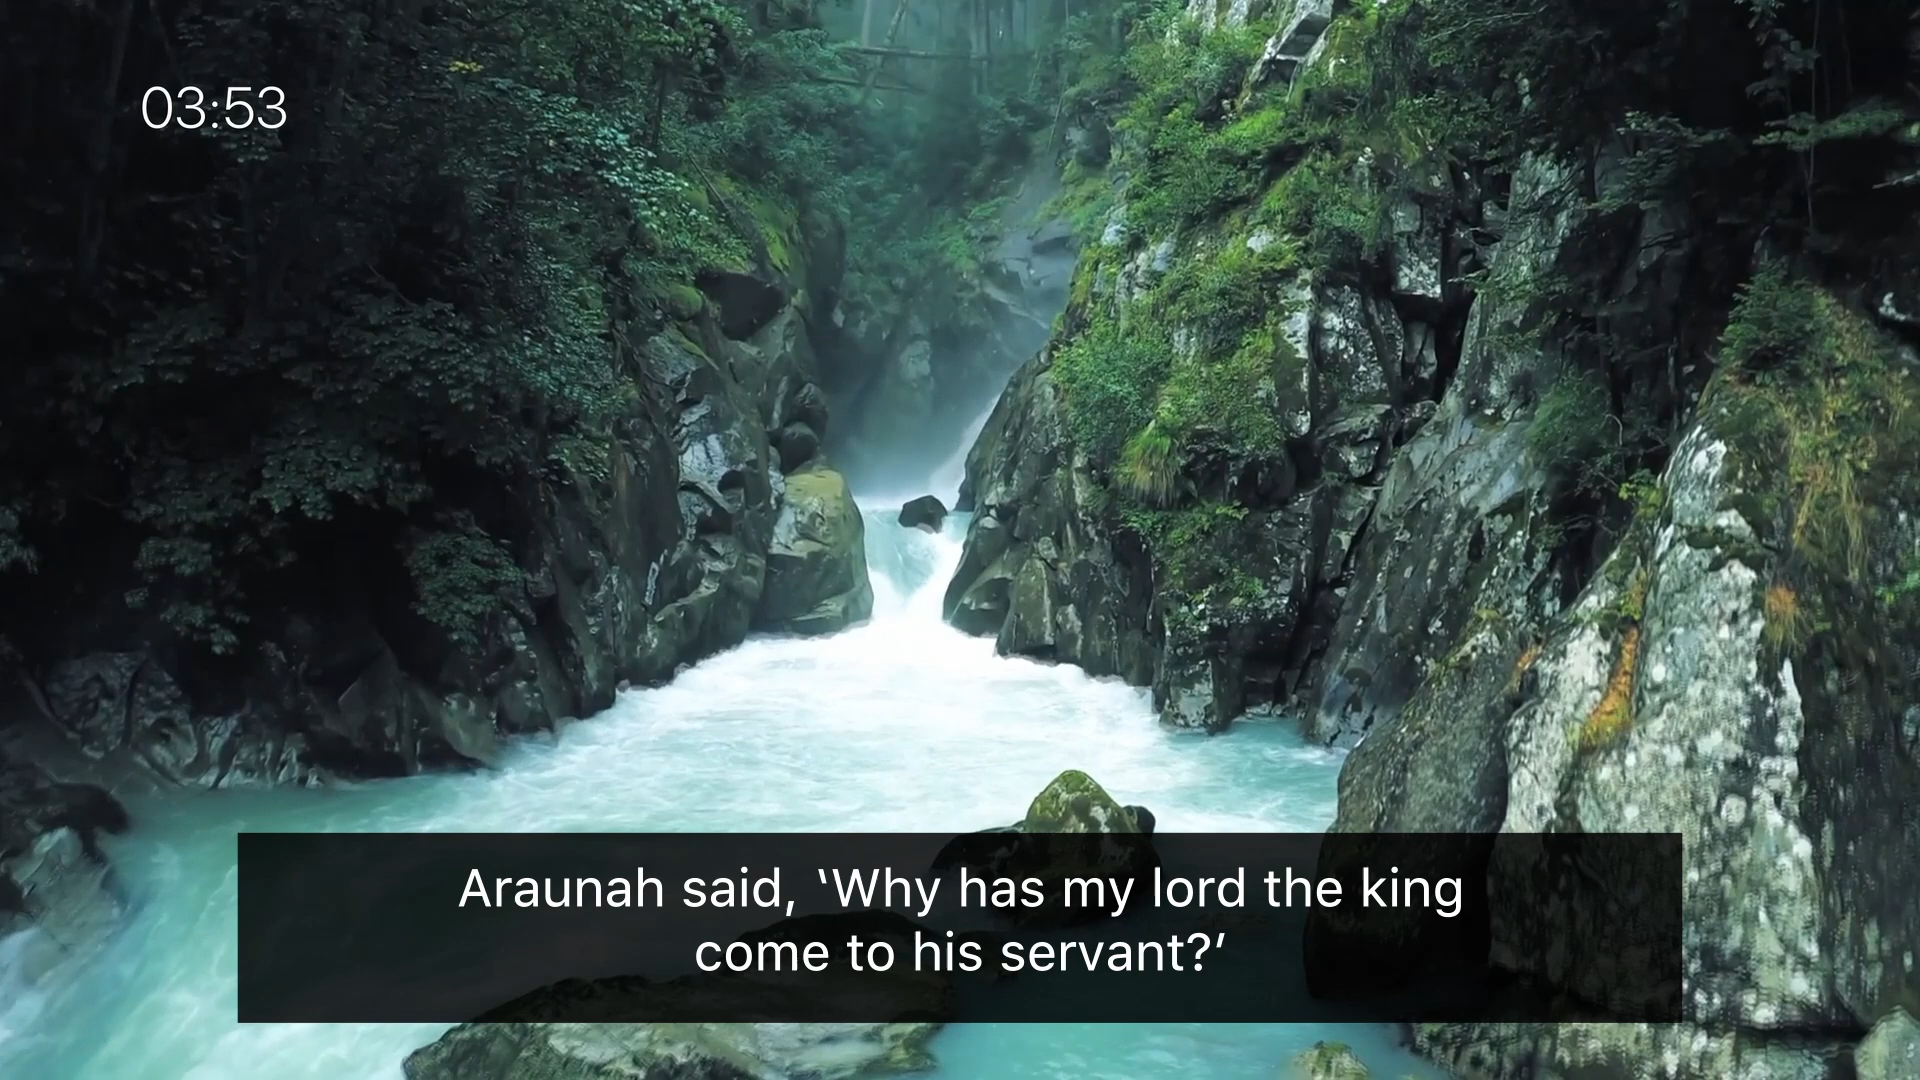 03:53
Araunah said, ‘Why has my lord the king
come to his servant?’